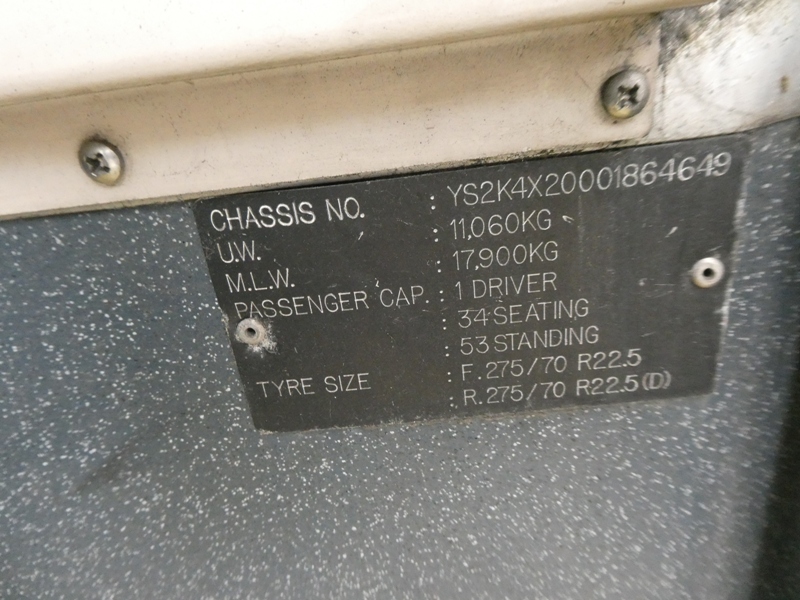 CHASSIS NO. : YS2K4X20001864649
U.W. : 11,060KG
M.L.W. : 17,900KG
PASSENGER CAP. : 1 DRIVER
: 34 SEATING
: 53 STANDING
TYRE SIZE : F. 275/70 R22.5
: R. 275/70 R22.5 (D)